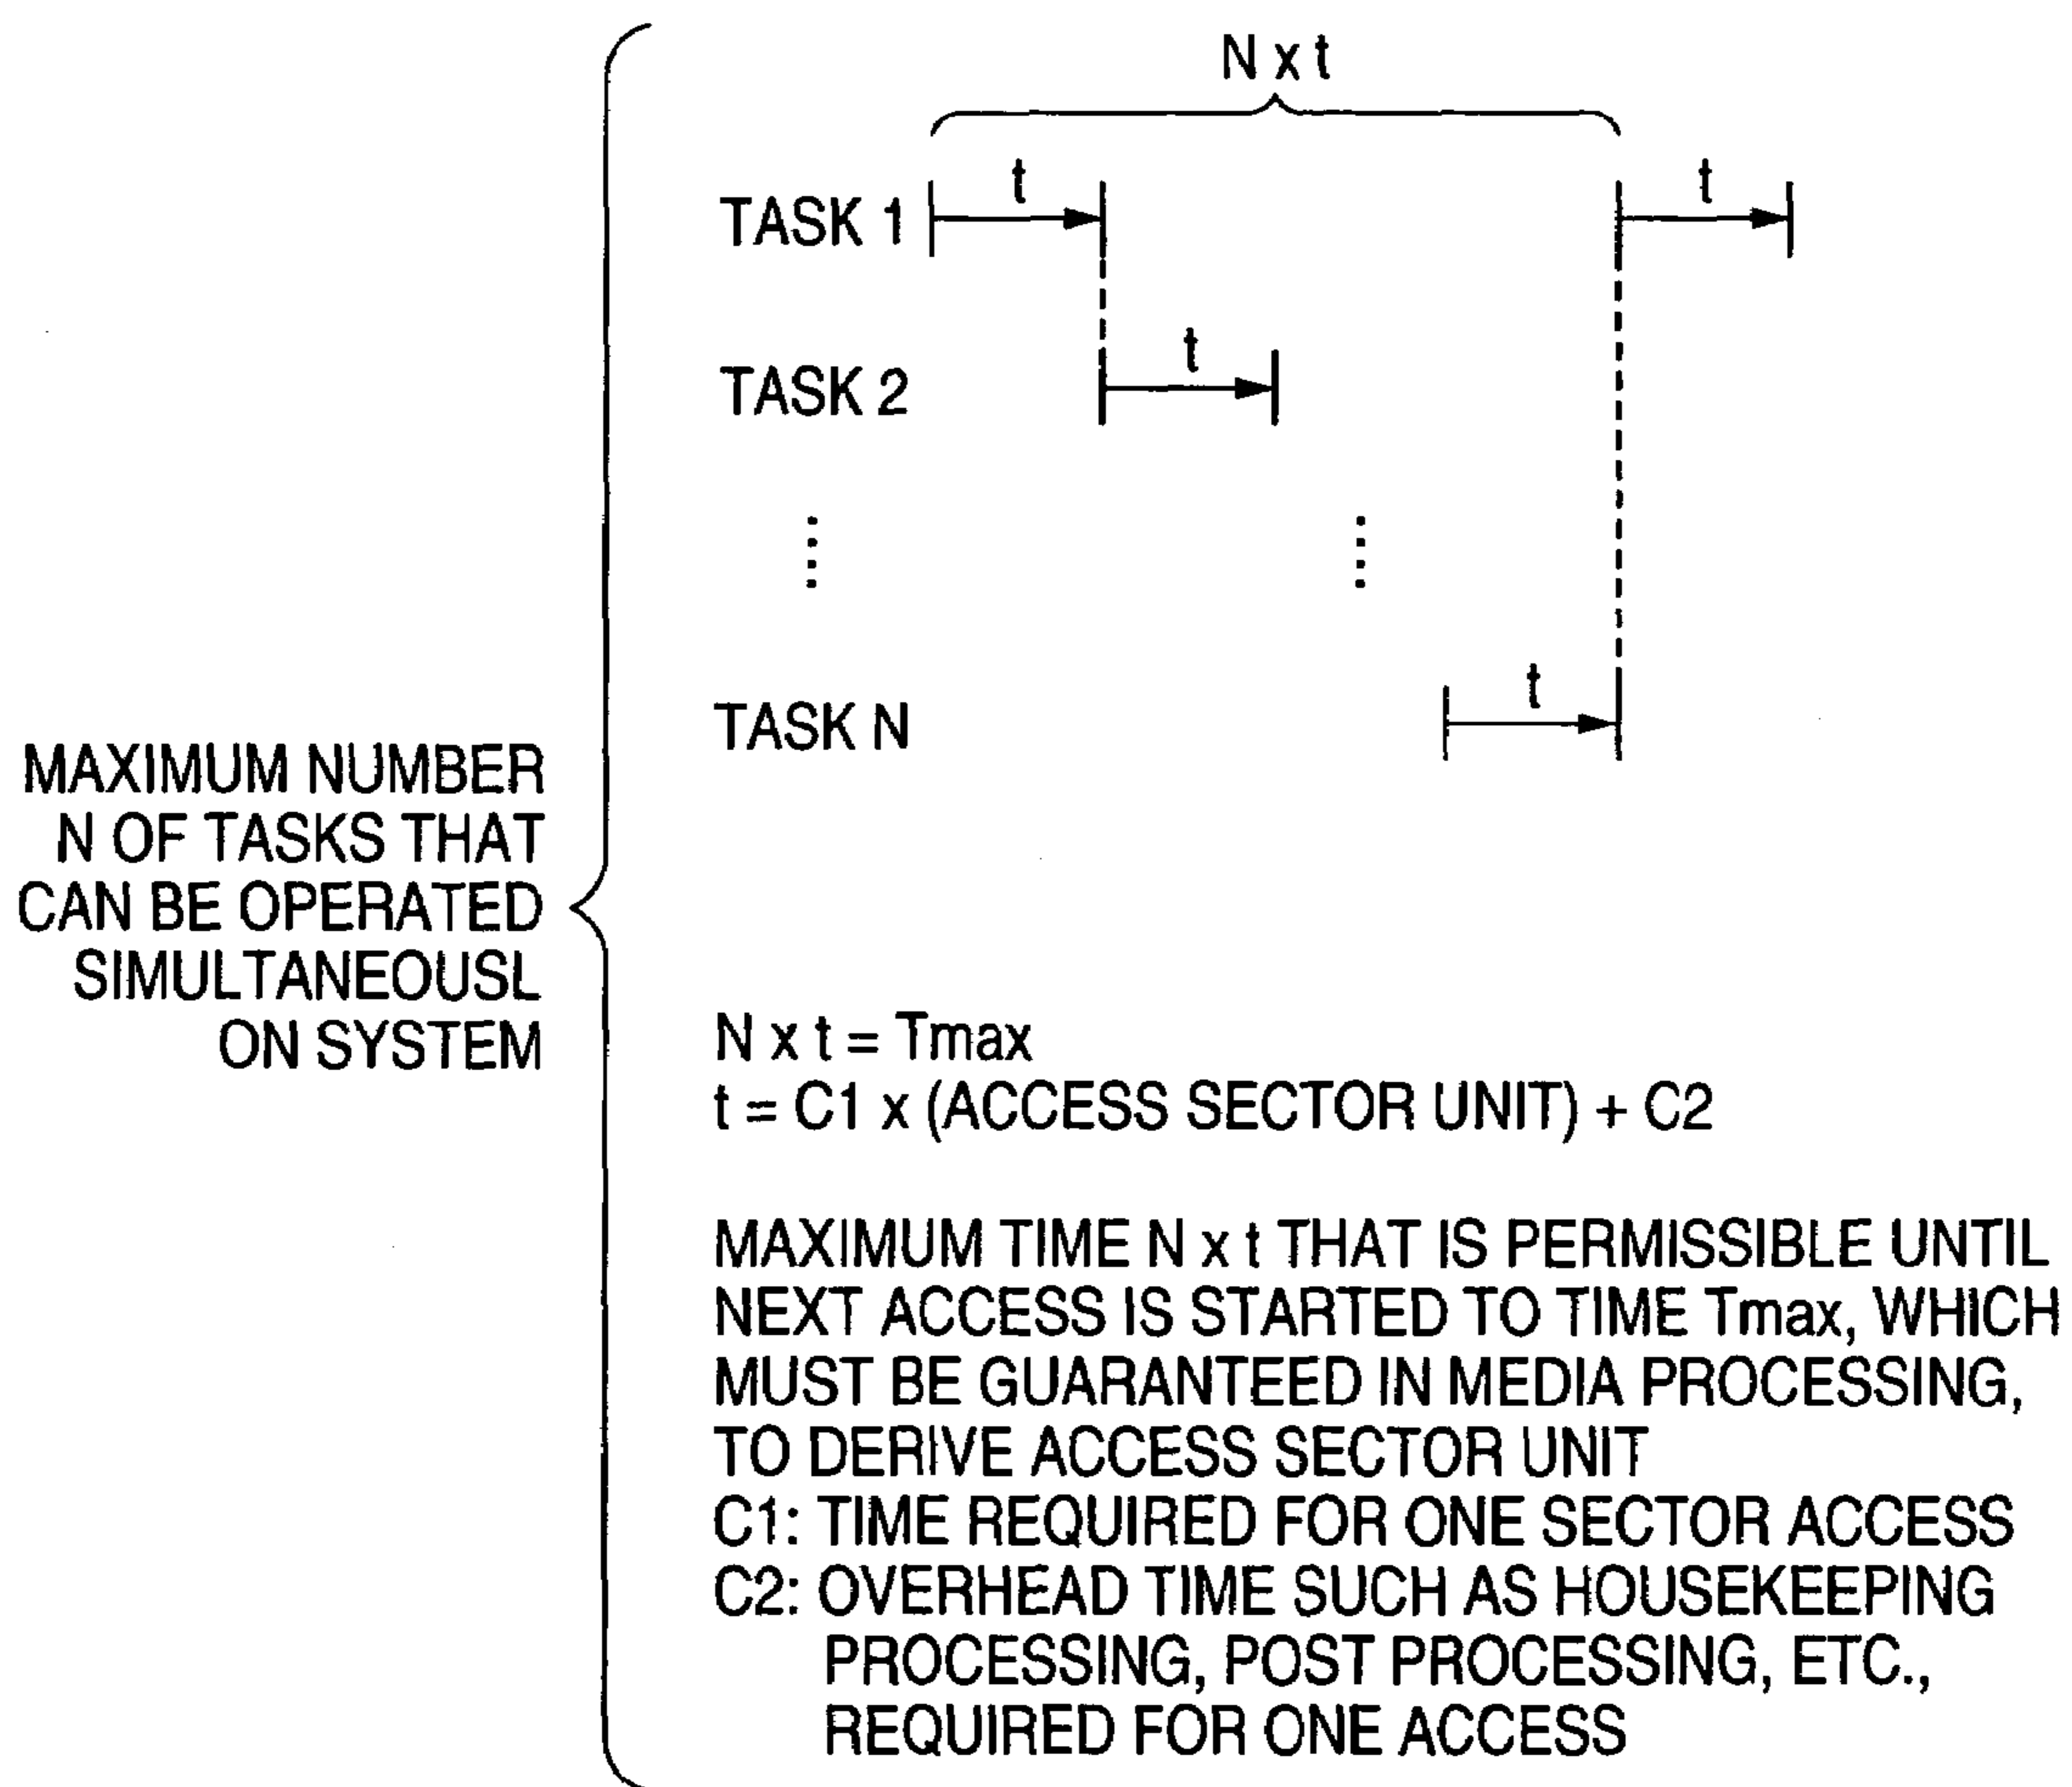 N x t
t
t
TASK 1
t
TASK 2
t
TASK N
MAXIMUM NUMBER
N OF TASKS THAT
CAN BE OPERATED
SIMULTANEOUSL
ON SYSTEM
N x t = Tmax
t = C1 x (ACCESS SECTOR UNIT) + C2
MAXIMUM TIME N x t THAT IS PERMISSIBLE UNTIL
NEXT ACCESS IS STARTED TO TIME Tmax, WHICH
MUST BE GUARANTEED IN MEDIA PROCESSING,
TO DERIVE ACCESS SECTOR UNIT
C1: TIME REQUIRED FOR ONE SECTOR ACCESS
C2: OVERHEAD TIME SUCH AS HOUSEKEEPING
PROCESSING, POST PROCESSING, ETC.,
REQUIRED FOR ONE ACCESS